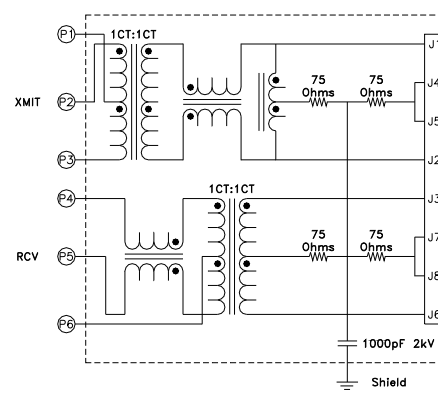 P1
1CT:1CT
J1
XMIT
P2
75
Ohms
75
Ohms
J4
J5
P3
J2
P4
1CT:1CT
J3
RCV
P5
75
Ohms
75
Ohms
J7
J8
P6
J6
1000pF 2kV
Shield